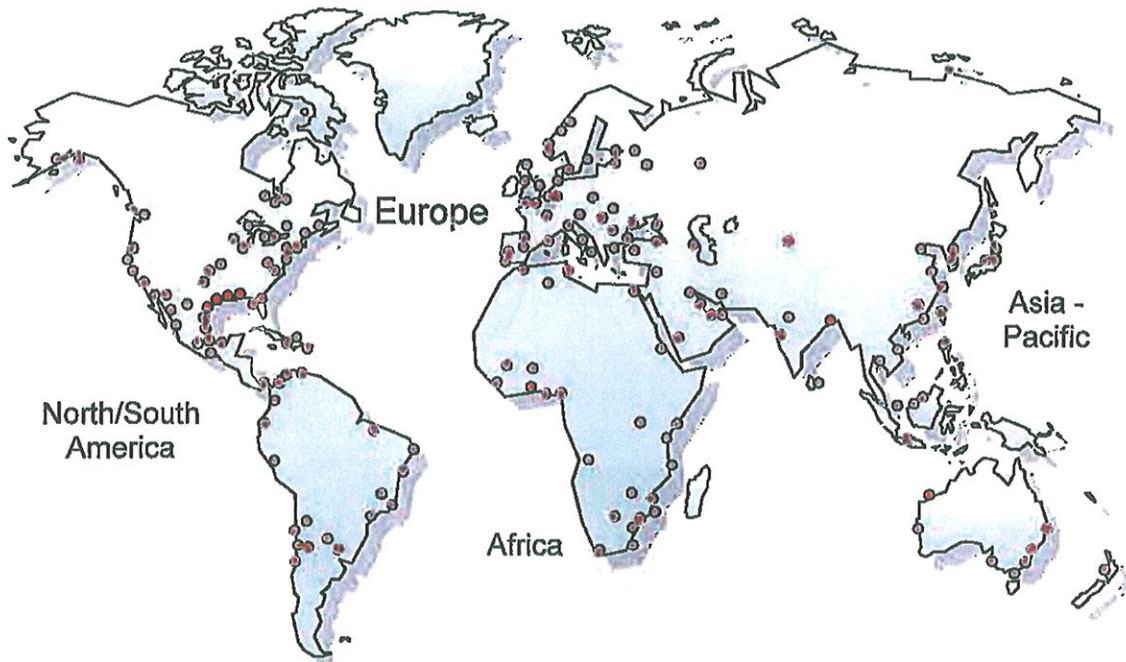 Europe
Asia -
Pacific
North/South
America
Africa